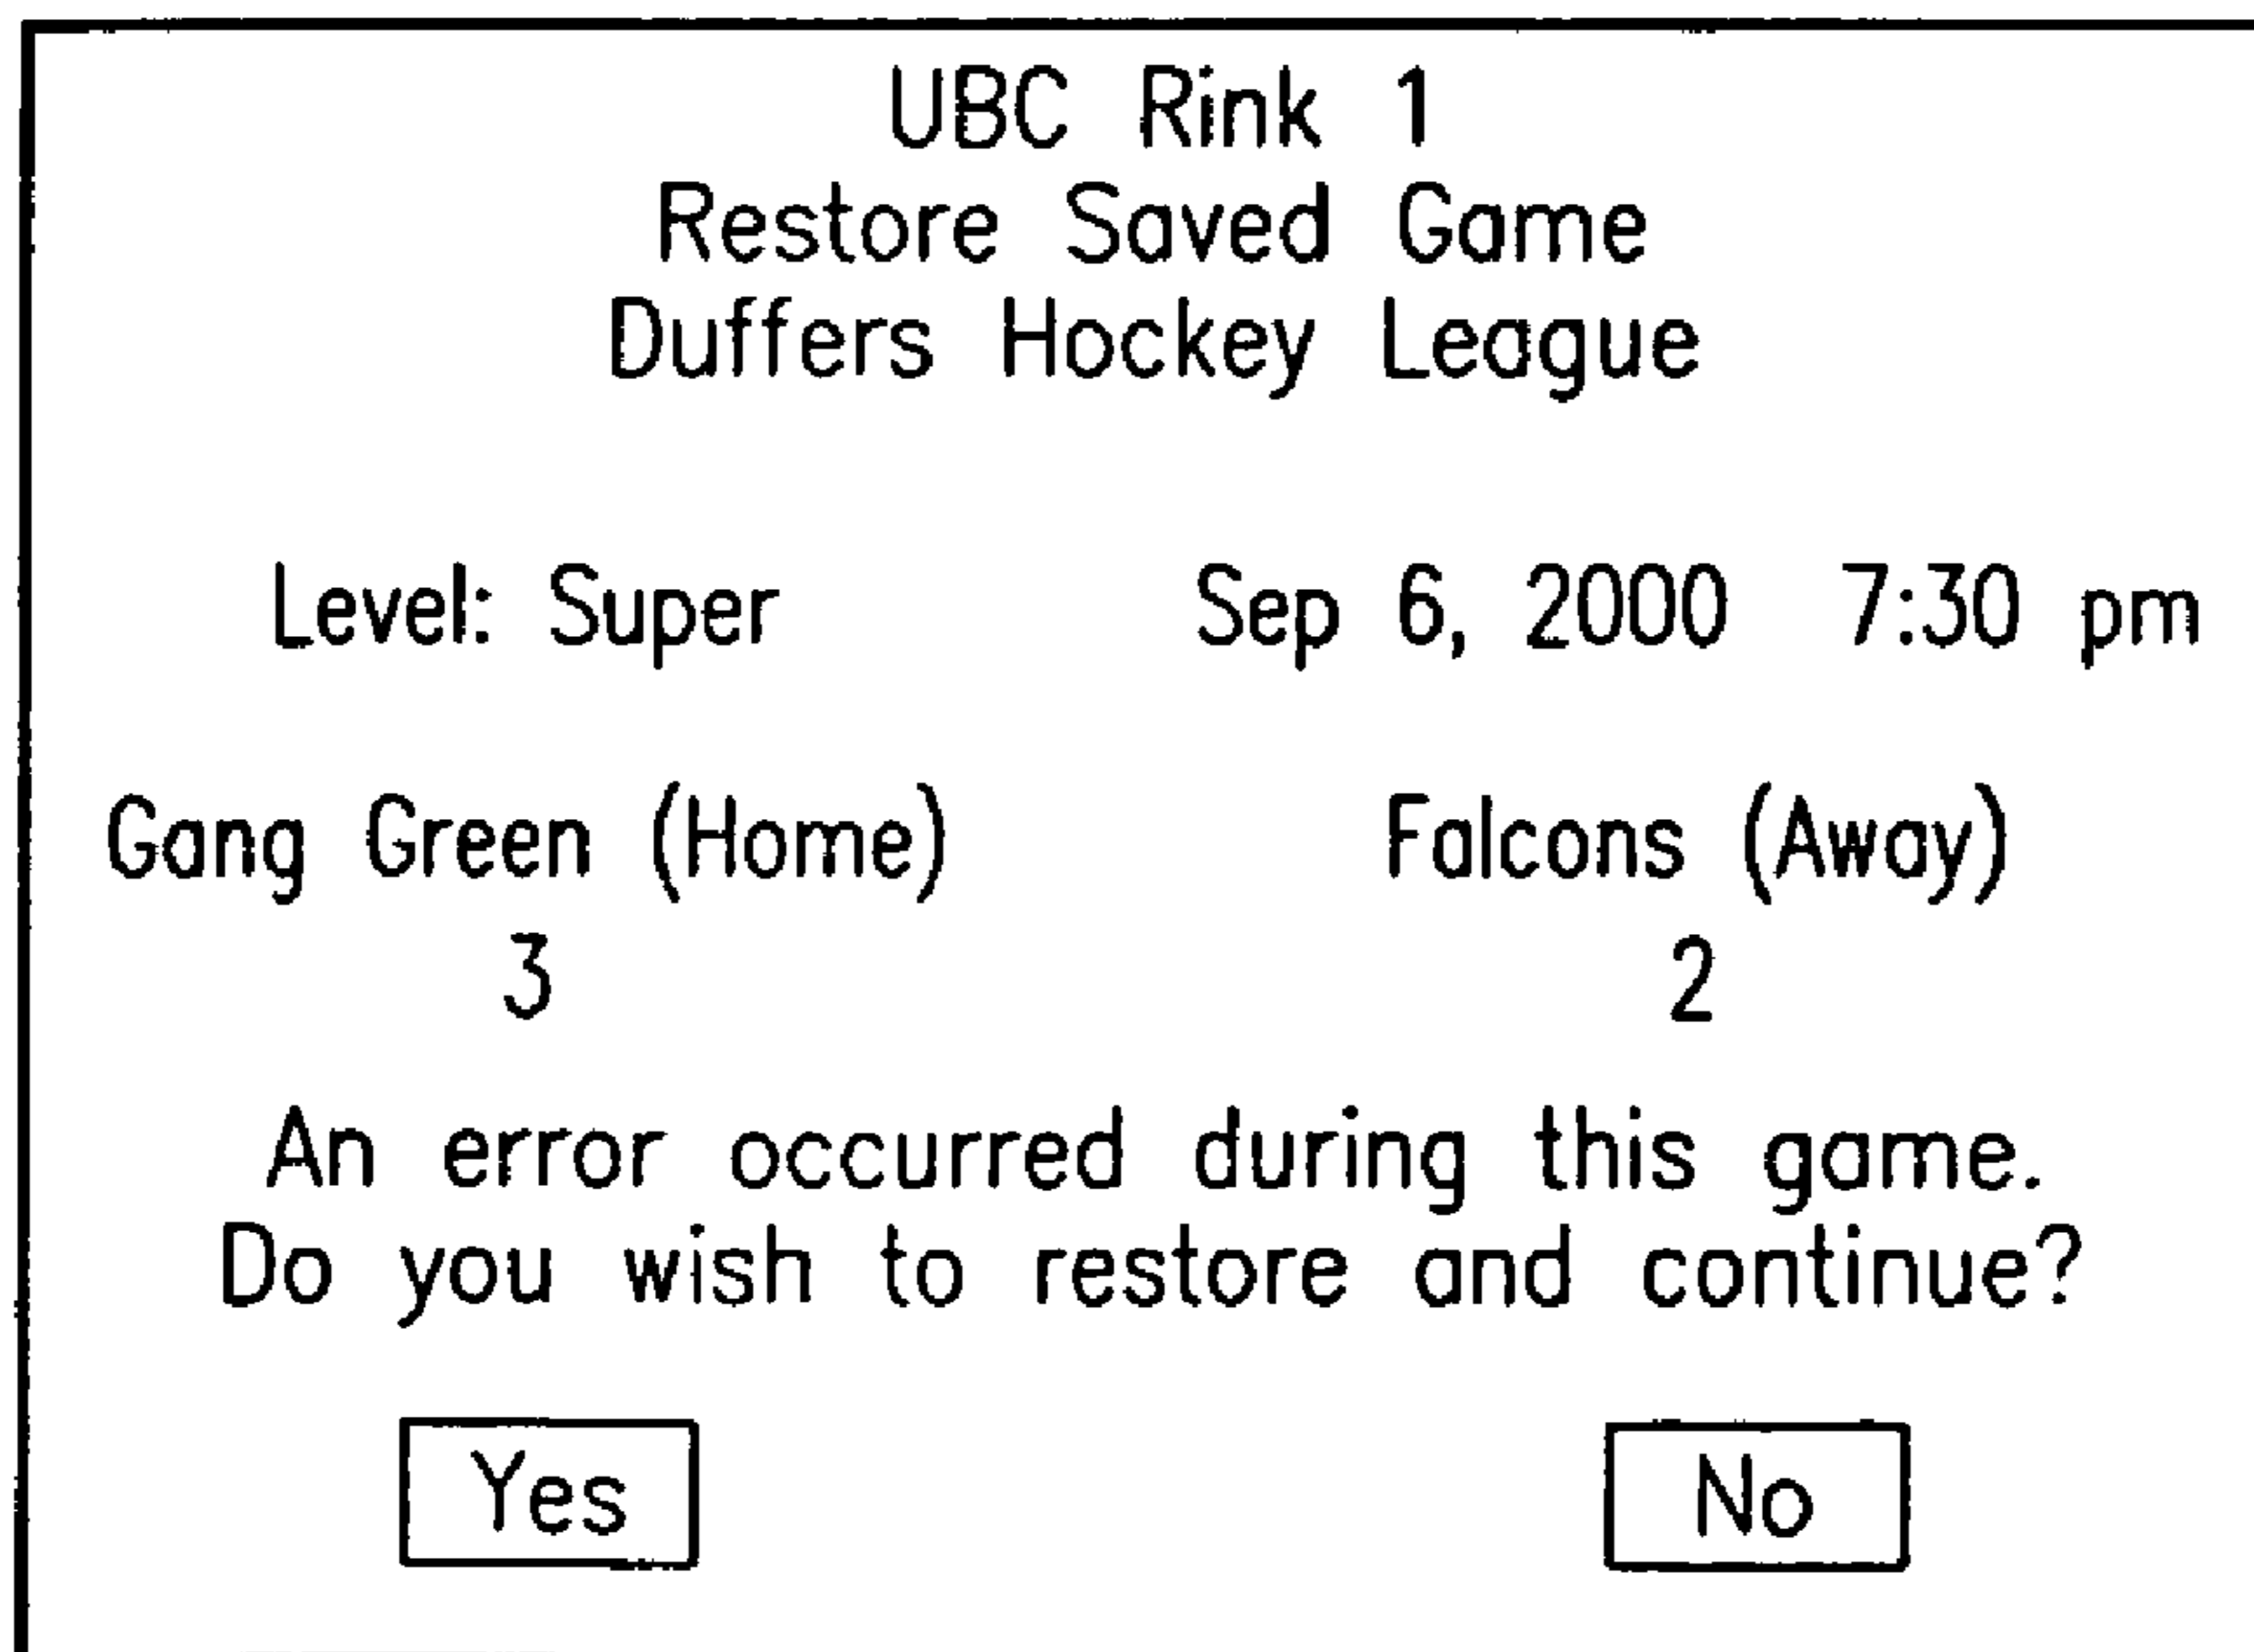 UBC Rink 1
Restore Saved Game
Duffers Hockey League
Level: Super Sep 6, 2000 7:30 pm
Gang Green (Home) Falcons (Away)
3 2
An error occurred during this game.
Do you wish to restore and continue?
Yes No